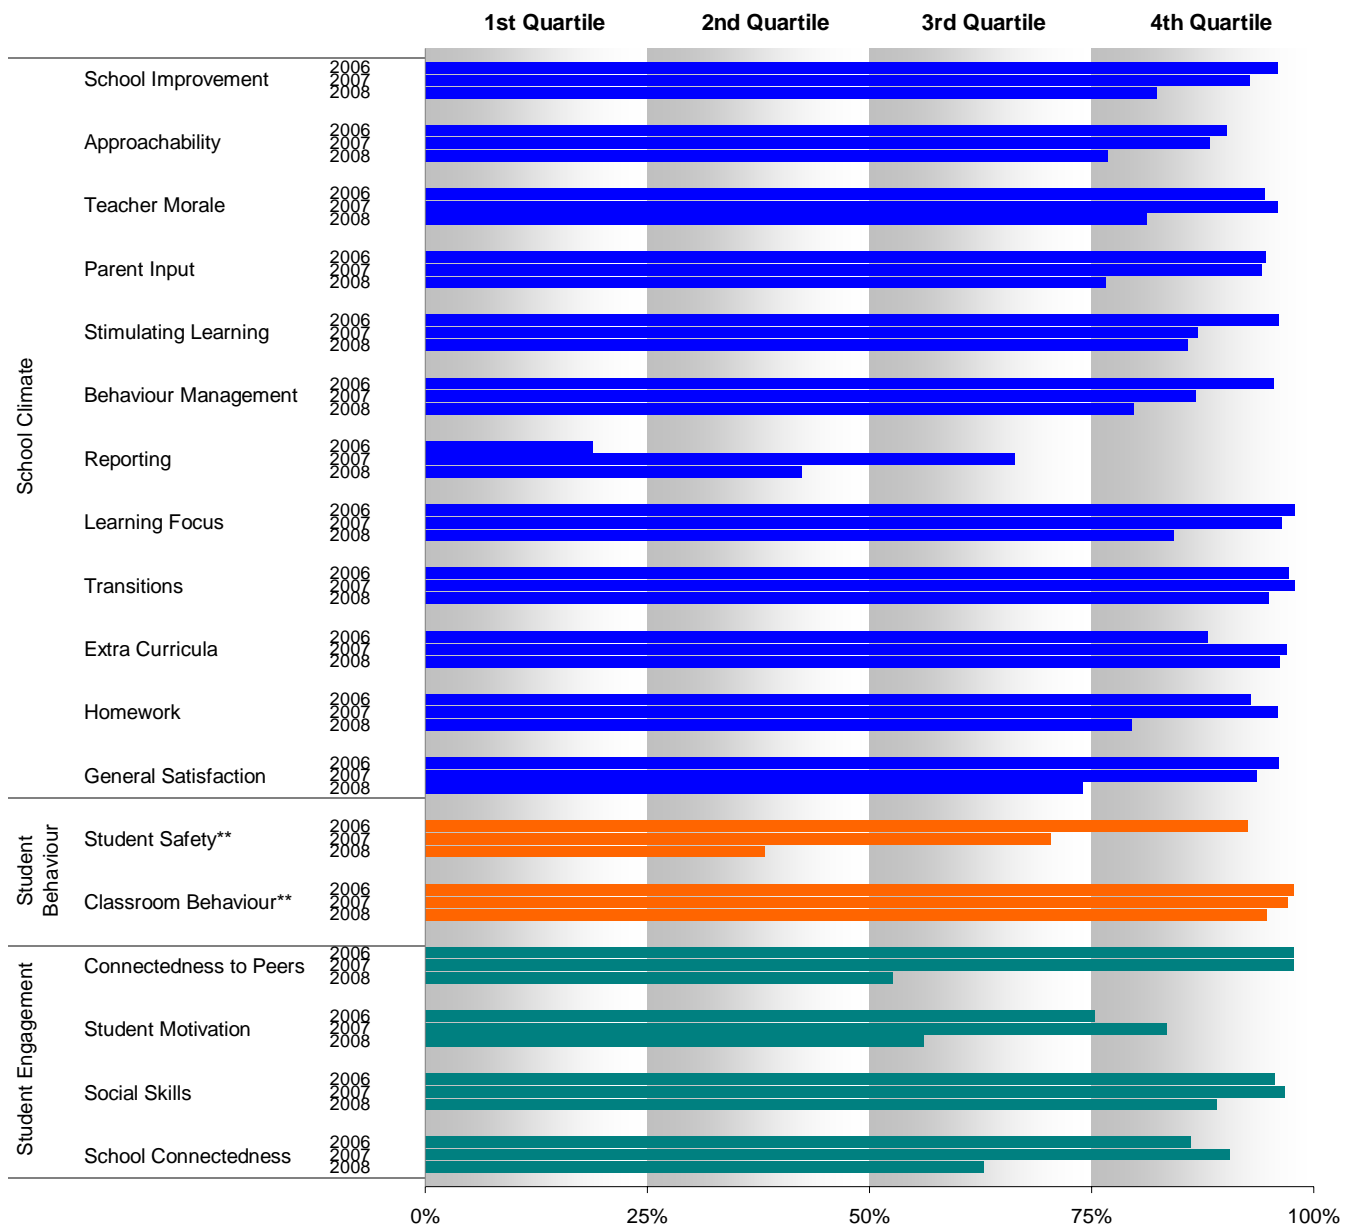 1st Quartile 2nd Quartile 3rd Quartile 4th Quartile
School Climate
School Improvement 2006
2007
2008
Approachability 2006
2007
2008
Teacher Morale 2006
2007
2008
Parent Input 2006
2007
2008
Stimulating Learning 2006
2007
2008
Behaviour Management 2006
2007
2008
Reporting 2006
2007
2008
Learning Focus 2006
2007
2008
Transitions 2006
2007
2008
Extra Curricula 2006
2007
2008
Homework 2006
2007
2008
General Satisfaction 2006
2007
2008
Student
Behaviour
Student Safety** 2006
2007
2008
Classroom Behaviour** 2006
2007
2008
Student Engagement
Connectedness to Peers 2006
2007
2008
Student Motivation 2006
2007
2008
Social Skills 2006
2007
2008
School Connectedness 2006
2007
2008
0% 25% 50% 75% 100%